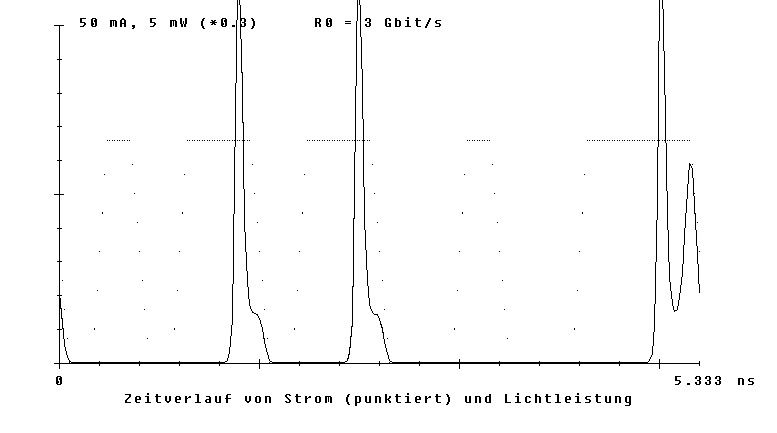 50 mA, 5 mW (*0.3) R0 = 3 Gbit/s
0 5.333 ns
Zeitverlauf von Strom (punktiert) und Lichtleistung